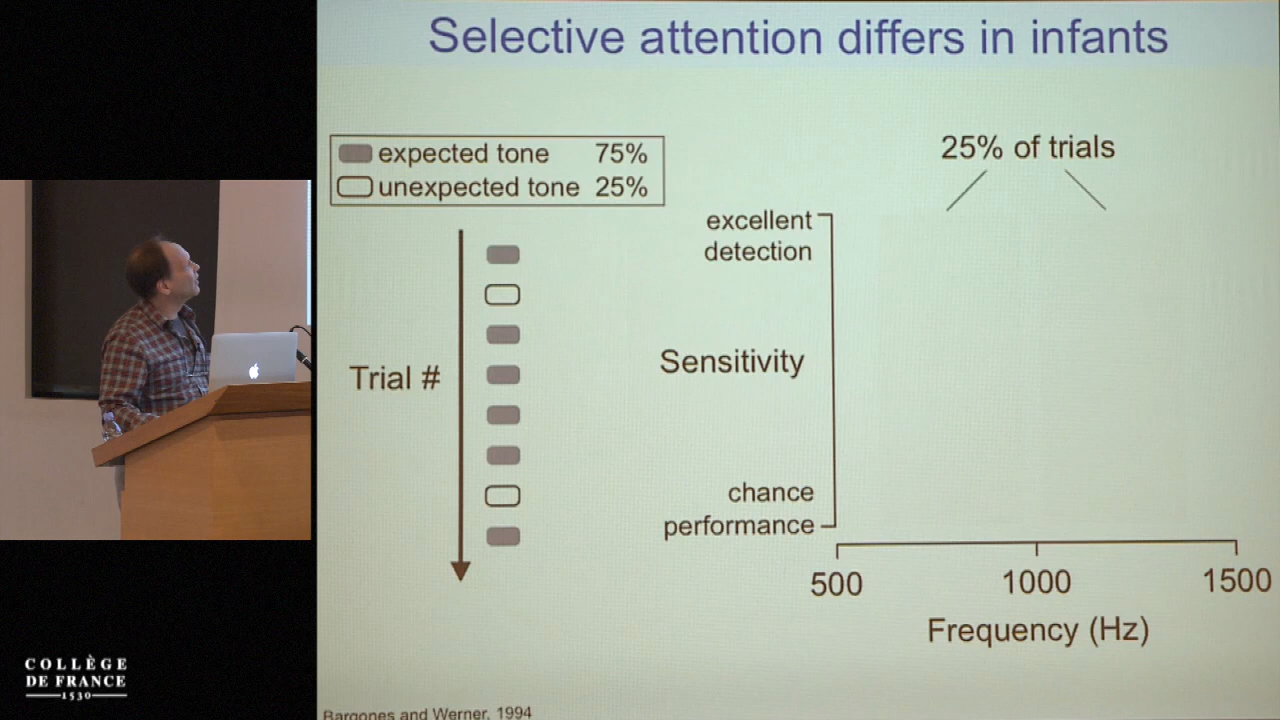 Selective attention differs in infants
expected tone 75%
unexpected tone 25%
25% of trials
excellent
detection
Trial #
Sensitivity
chance
performance
500 1000 1500
Frequency (Hz)
COLLÈGE
DE FRANCE
1530
Bargones and Werner, 1994